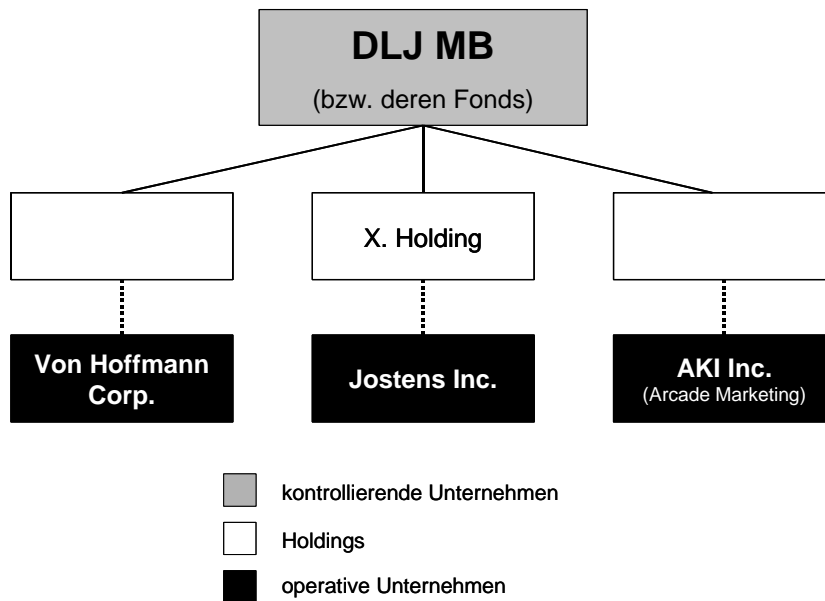 DLJ MB
(bzw. deren Fonds)
X. Holding
Von Hoffmann
Corp.
Jostens Inc.
AKI Inc.
(Arcade Marketing)
kontrollierende Unternehmen
Holdings
operative Unternehmen